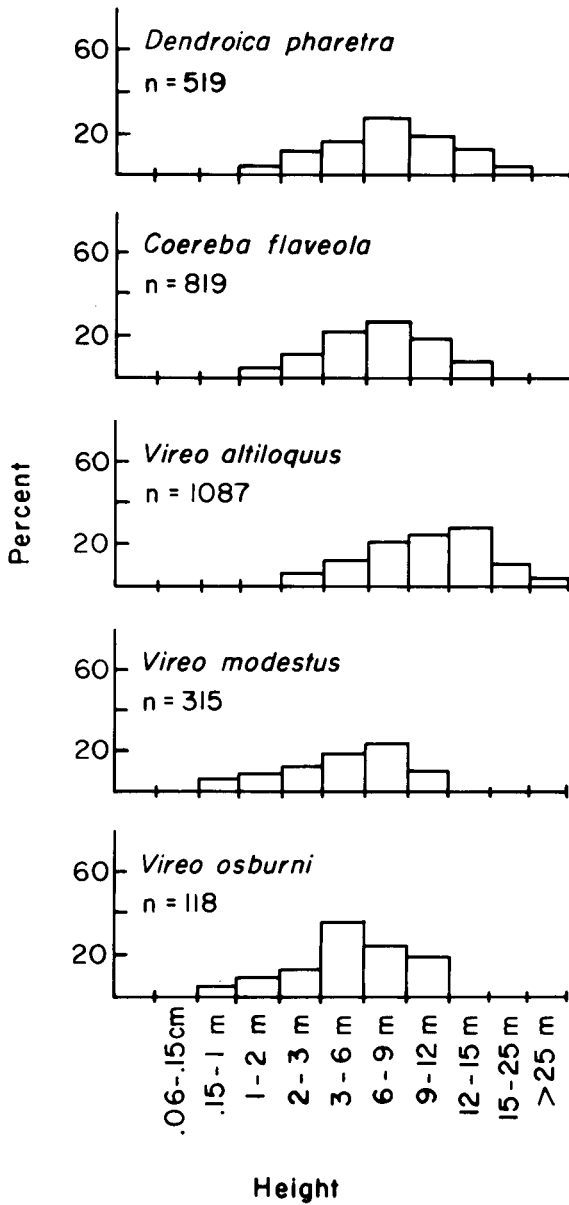 Dendroica pharetra
n = 519
60
20
Coereba flaveola
n = 819
60
20
Vireo altiloquus
n = 1087
60
20
Percent
Vireo modestus
n = 315
60
20
Vireo osburni
n = 118
60
20
.06-.15cm
.15-1 m
1-2 m
2-3 m
3-6 m
6-9 m
9-12 m
12-15 m
15-25 m
>25 m
Height